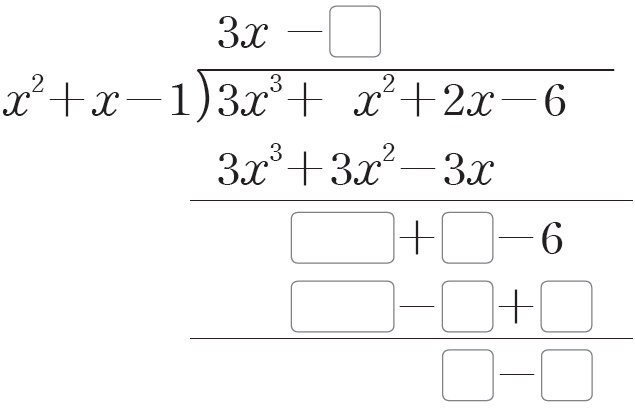 3x − □
x² + x − 1 ) 3x³ + x² + 2x − 6
3x³ + 3x² − 3x
□ + □ − 6
□ − □ + □
□ − □